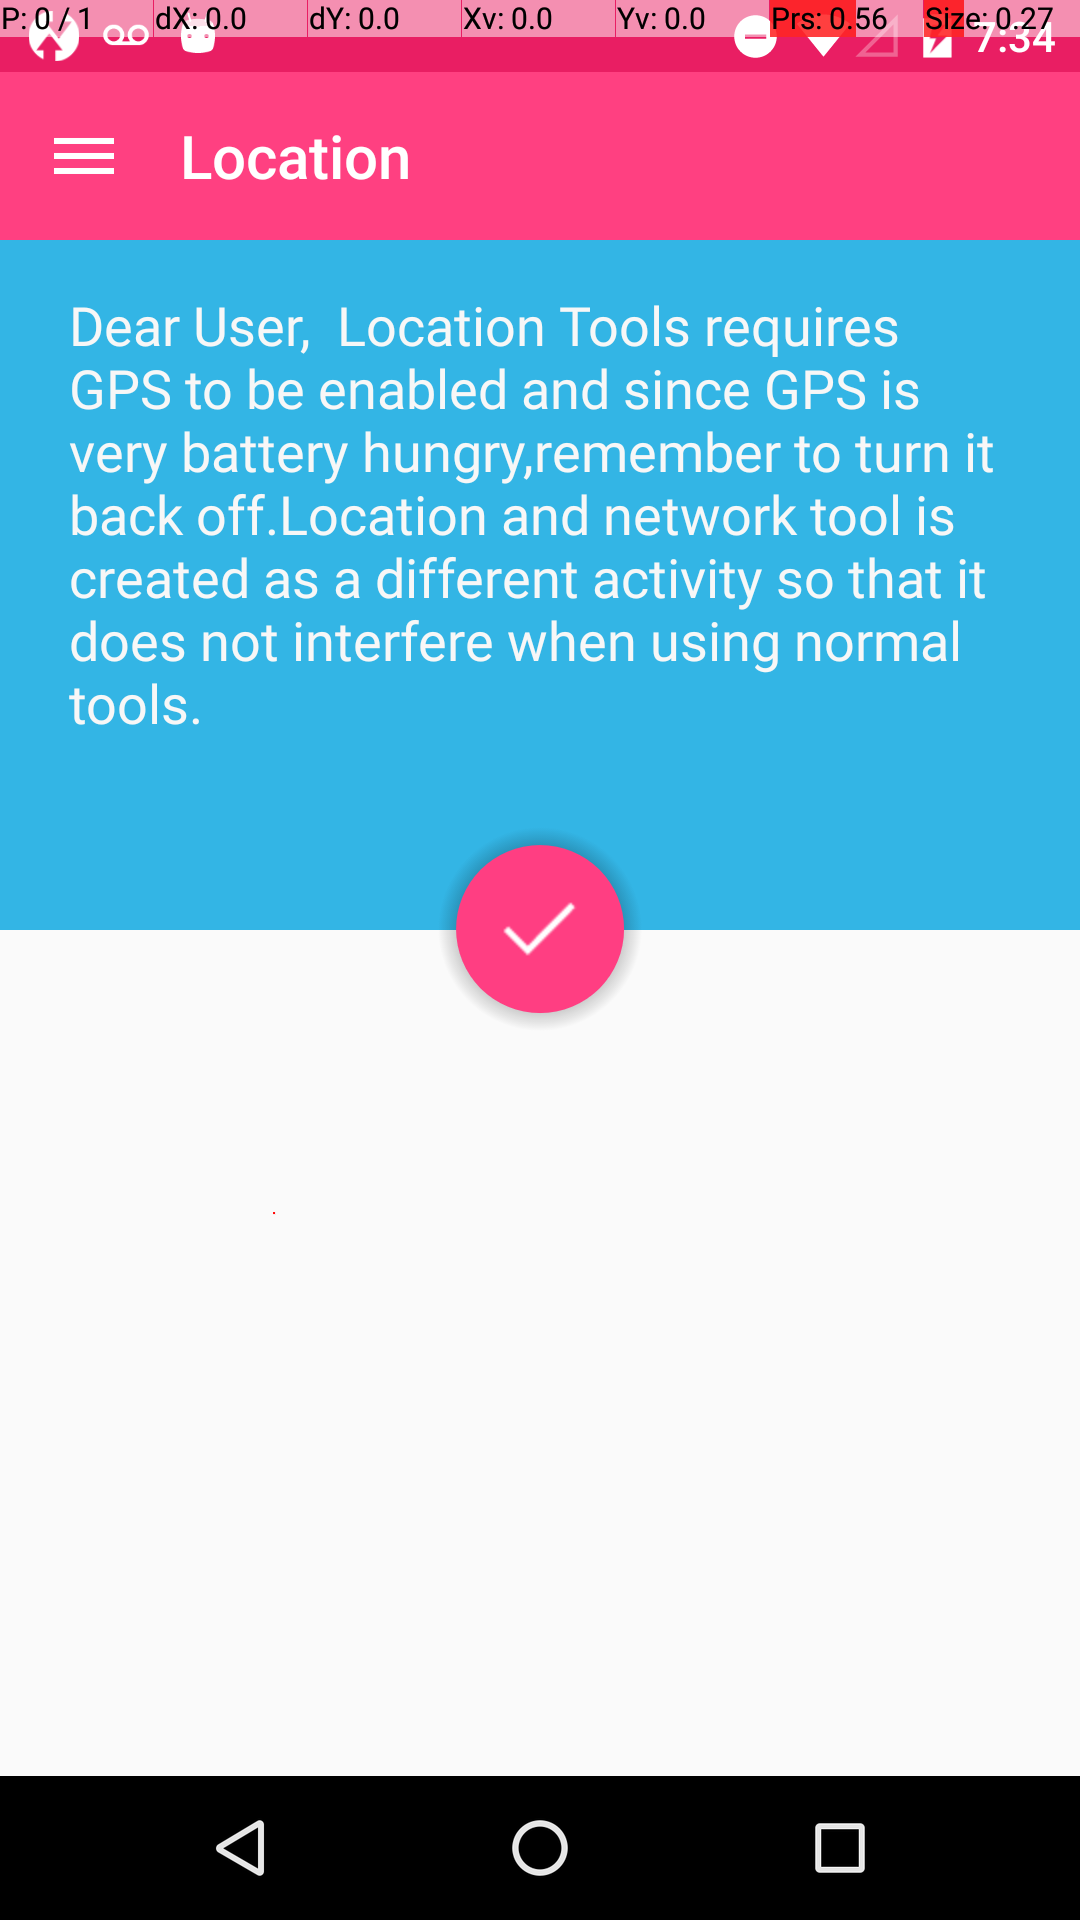 P: 0 / 1 dX: 0.0 dY: 0.0 Xv: 0.0 Yv: 0.0 Prs: 0.56 Size: 0.27
7:34
Location
Dear User,  Location Tools requires
GPS to be enabled and since GPS is
very battery hungry,remember to turn it
back off.Location and network tool is
created as a different activity so that it
does not interfere when using normal
tools.